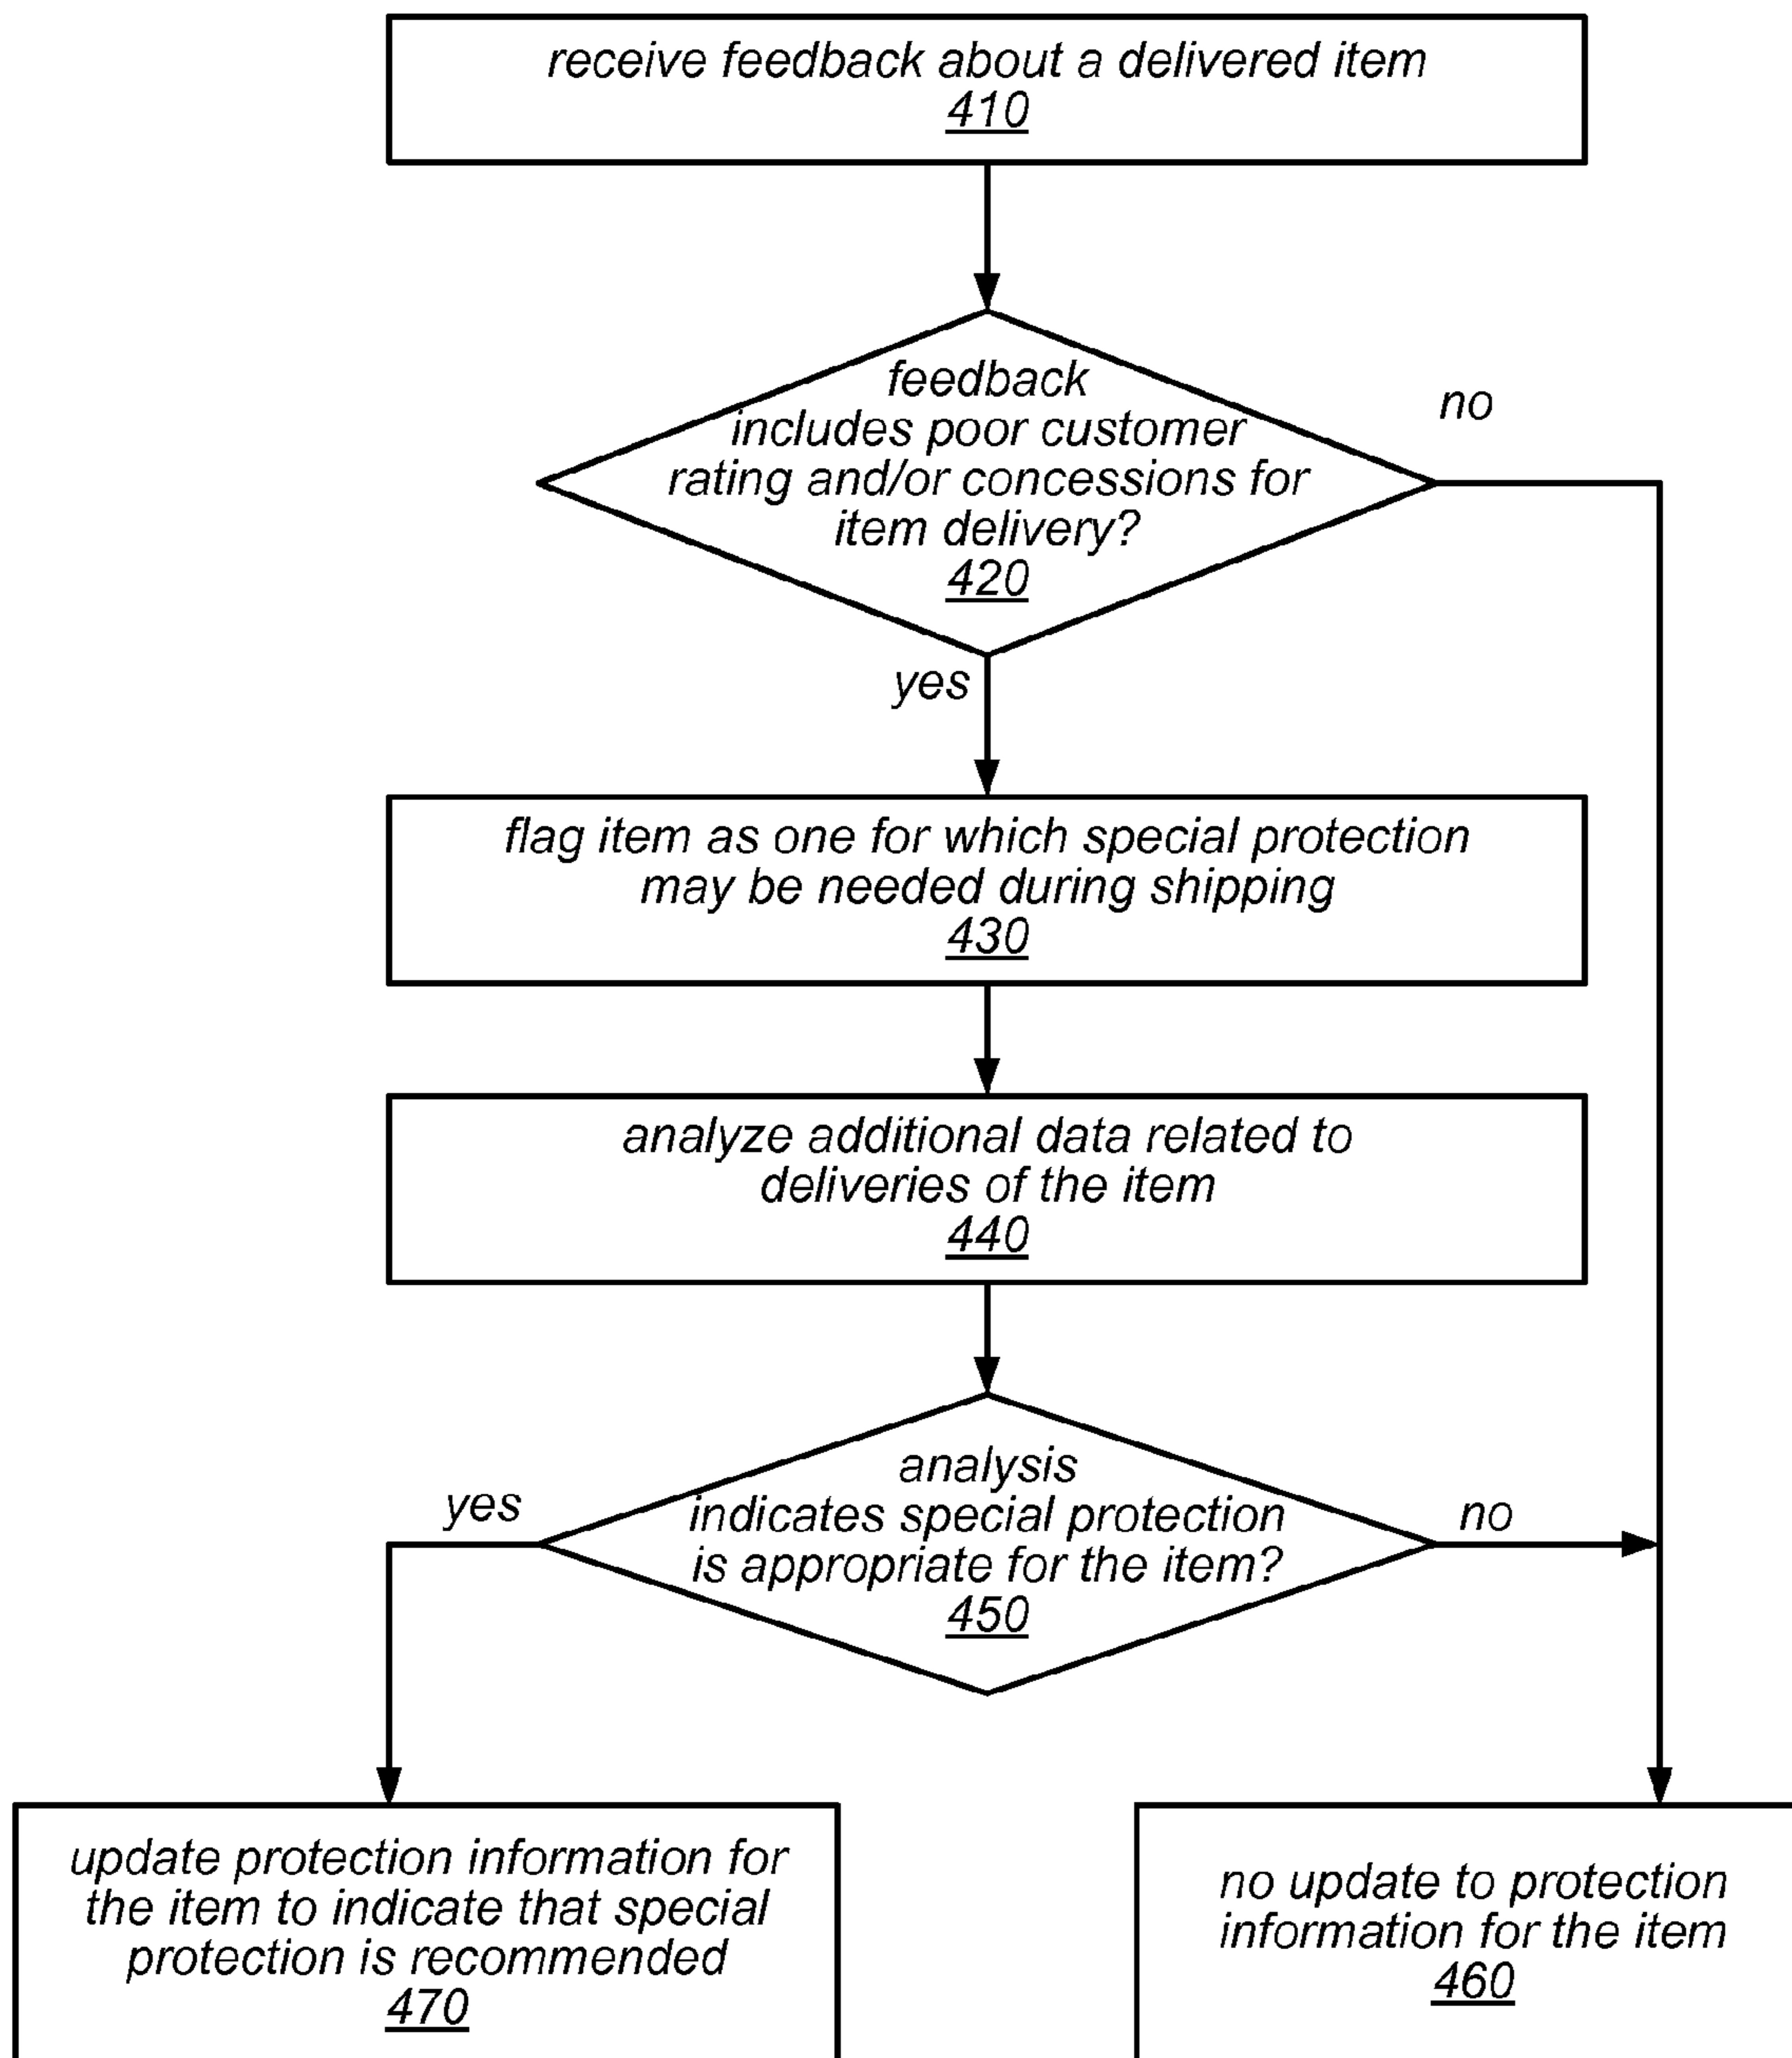 receive feedback about a delivered item
410
feedback
includes poor customer
rating and/or concessions for
item delivery?
420
no
yes
flag item as one for which special protection
may be needed during shipping
430
analyze additional data related to
deliveries of the item
440
analysis
indicates special protection
is appropriate for the item?
450
yes
no
update protection information for
the item to indicate that special
protection is recommended
470
no update to protection
information for the item
460